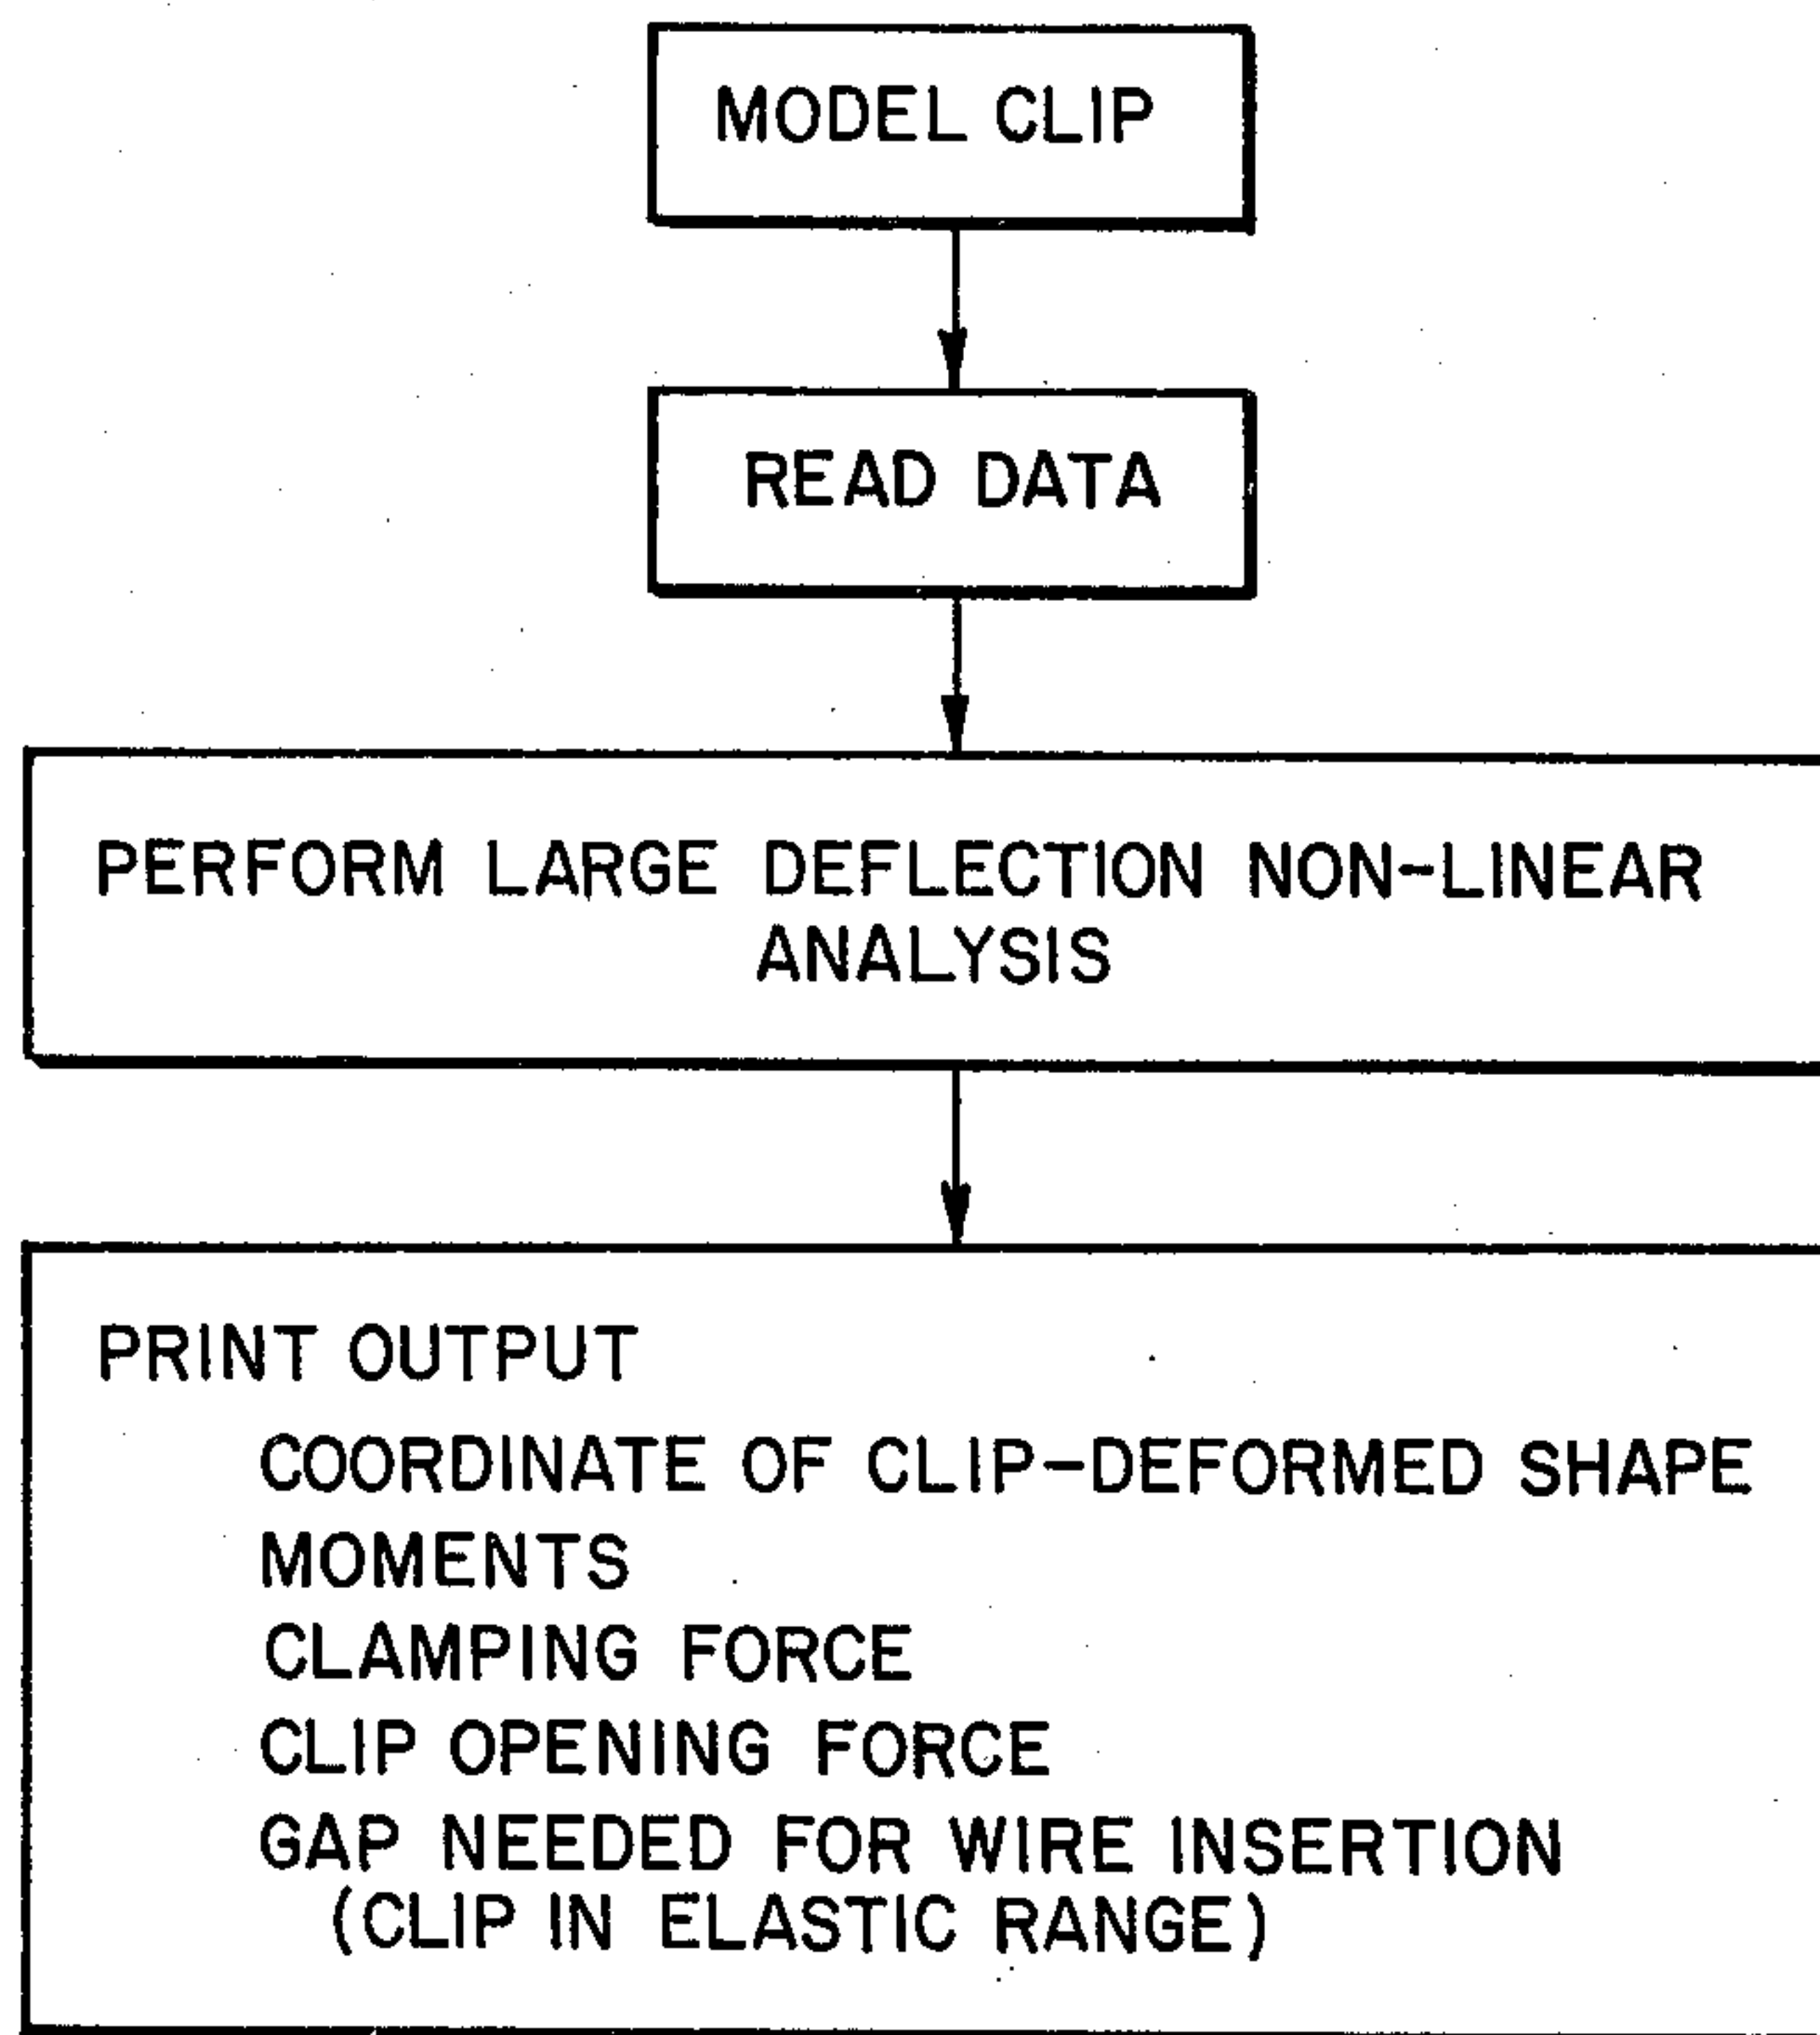 MODEL CLIP
READ DATA
PERFORM LARGE DEFLECTION NON-LINEAR
ANALYSIS
PRINT OUTPUT
COORDINATE OF CLIP-DEFORMED SHAPE
MOMENTS
CLAMPING FORCE
CLIP OPENING FORCE
GAP NEEDED FOR WIRE INSERTION
(CLIP IN ELASTIC RANGE)